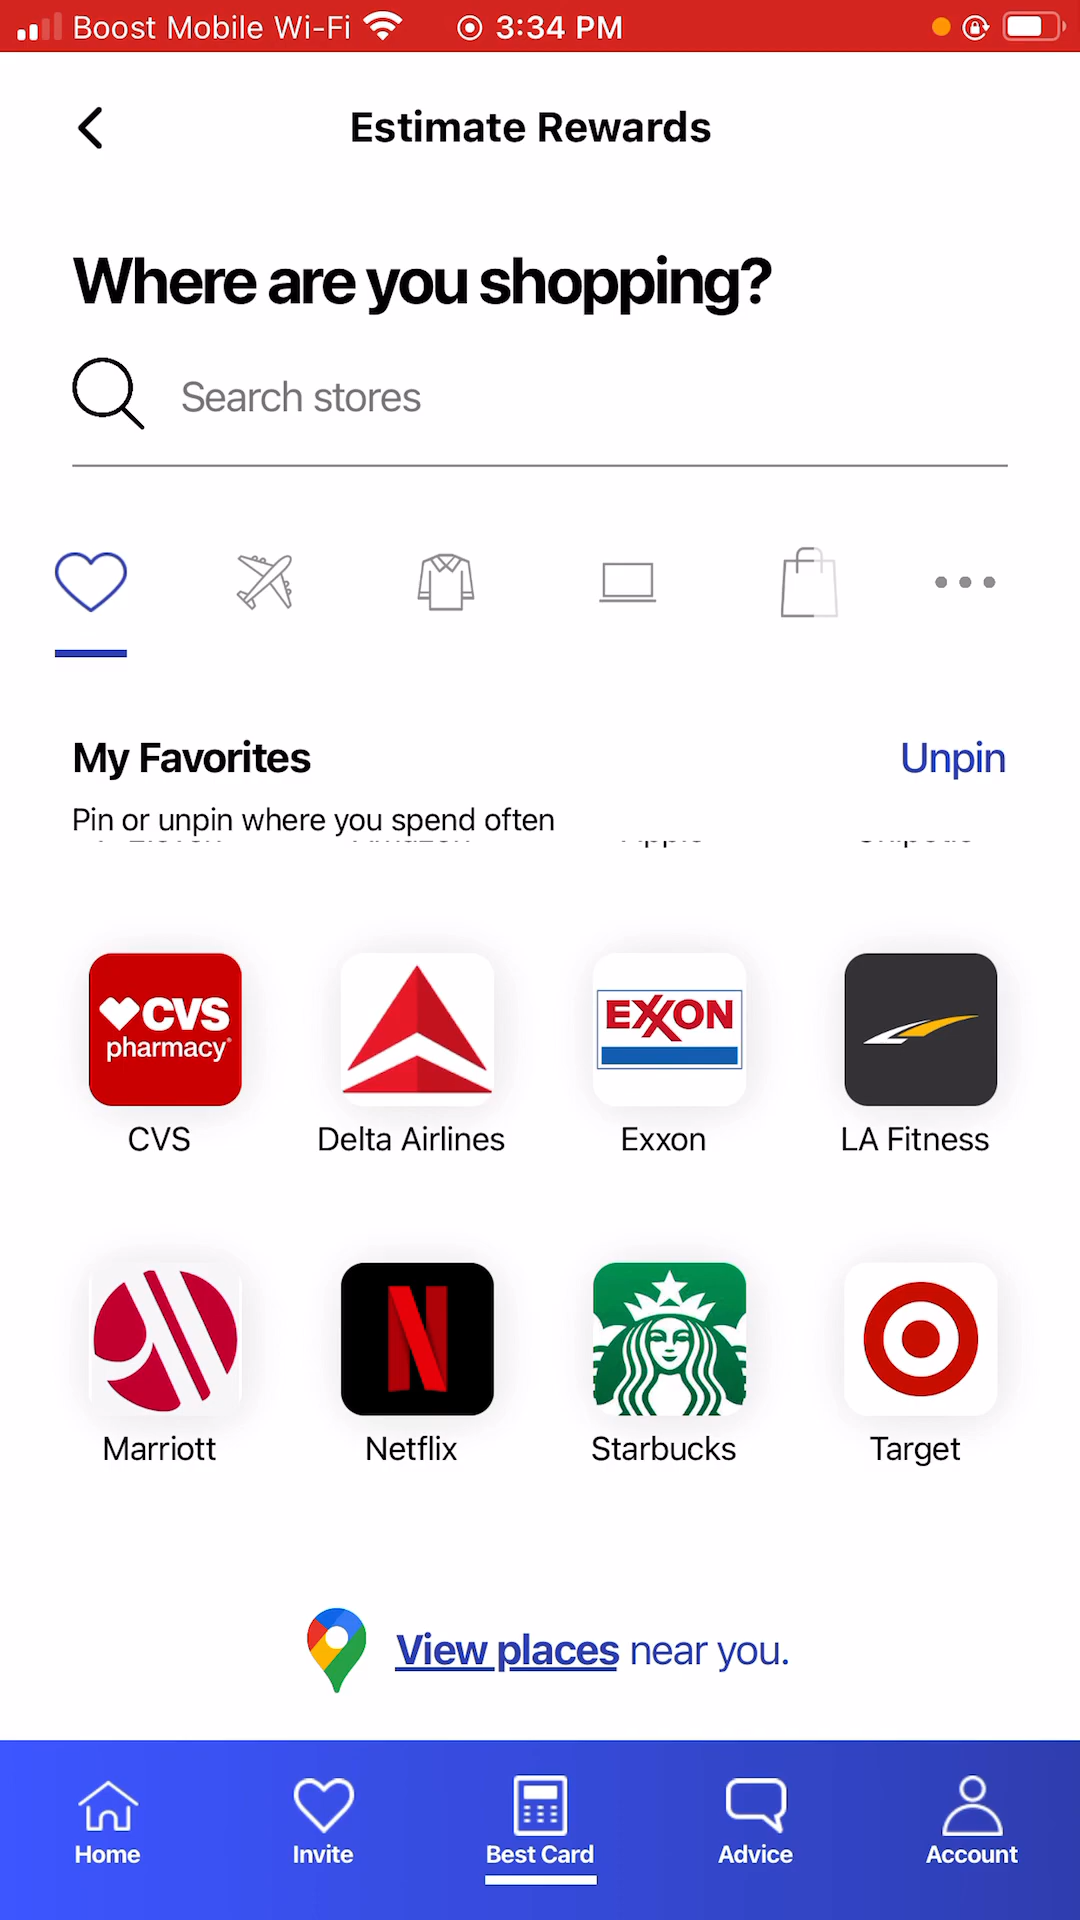 Boost Mobile Wi-Fi 3:34 PM
Estimate Rewards
Where are you shopping?
Search stores
My Favorites Unpin
Pin or unpin where you spend often
CVS pharmacy
EXXON
CVS Delta Airlines Exxon LA Fitness
N
Marriott Netflix Starbucks Target
View places near you.
Home Invite Best Card Advice Account